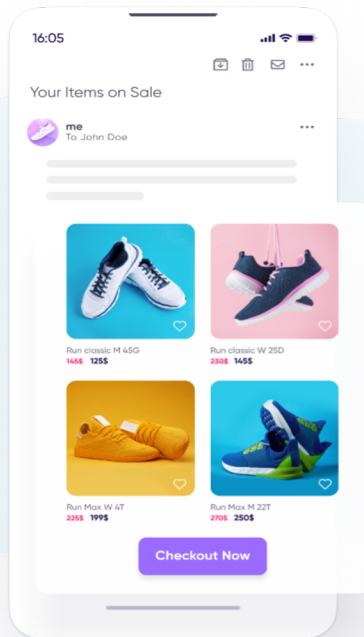 16:05
Your Items on Sale
me
To John Doe
Run classic M 45G
145$ 125$
Run classic W 25D
230$ 145$
Run Max W 4T
225$ 199$
Run Max M 22T
270$ 250$
Checkout Now